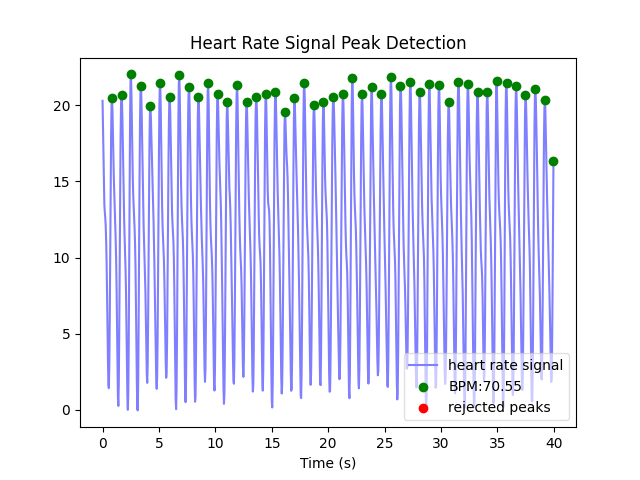 Heart Rate Signal Peak Detection
20
15
10
5
0
heart rate signal
BPM:70.55
rejected peaks
0 5 10 15 20 25 30 35 40
Time (s)